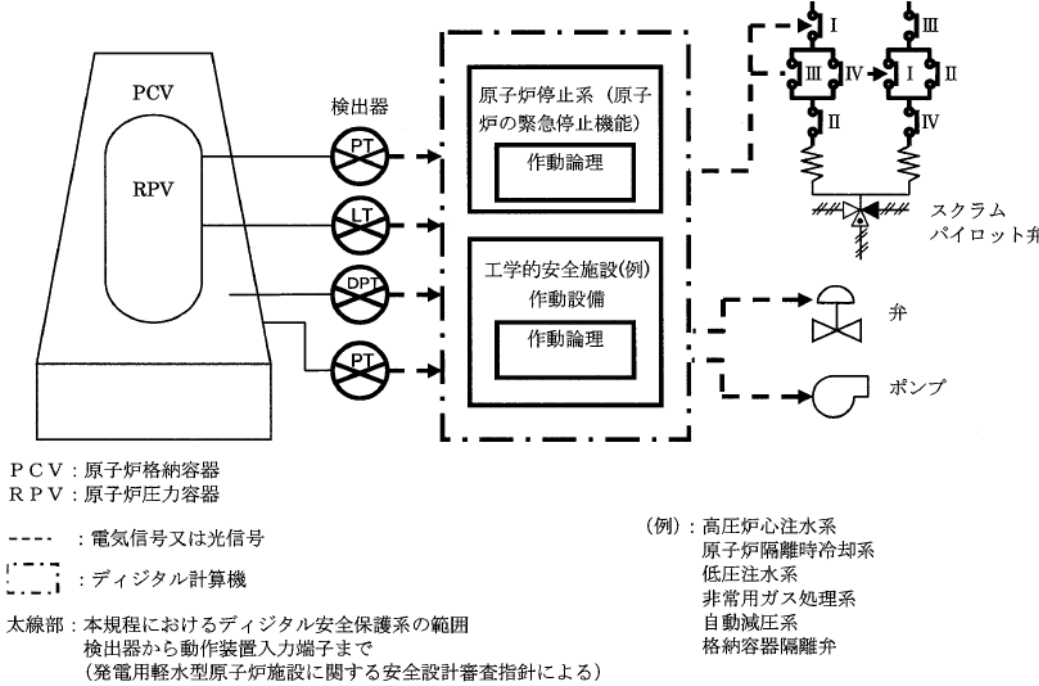 PCV
RPV
検出器
PT
LT
DPT
PT
原子炉停止系 (原子
炉の緊急停止機能)
作動論理
工学的安全施設(例)
作動設備
作動論理
I
III
III
IV
I
II
II
IV
スクラム
パイロット弁
弁
ポンプ
PCV:原子炉格納容器
RPV:原子炉圧力容器
:電気信号又は光信号
:ディジタル計算機
太線部:本規程におけるディジタル安全保護系の範囲
検出器から動作装置入力端子まで
(発電用軽水型原子炉施設に関する安全設計審査指針による)
(例):高圧炉心注水系
原子炉隔離時冷却系
低圧注水系
非常用ガス処理系
自動減圧系
格納容器隔離弁